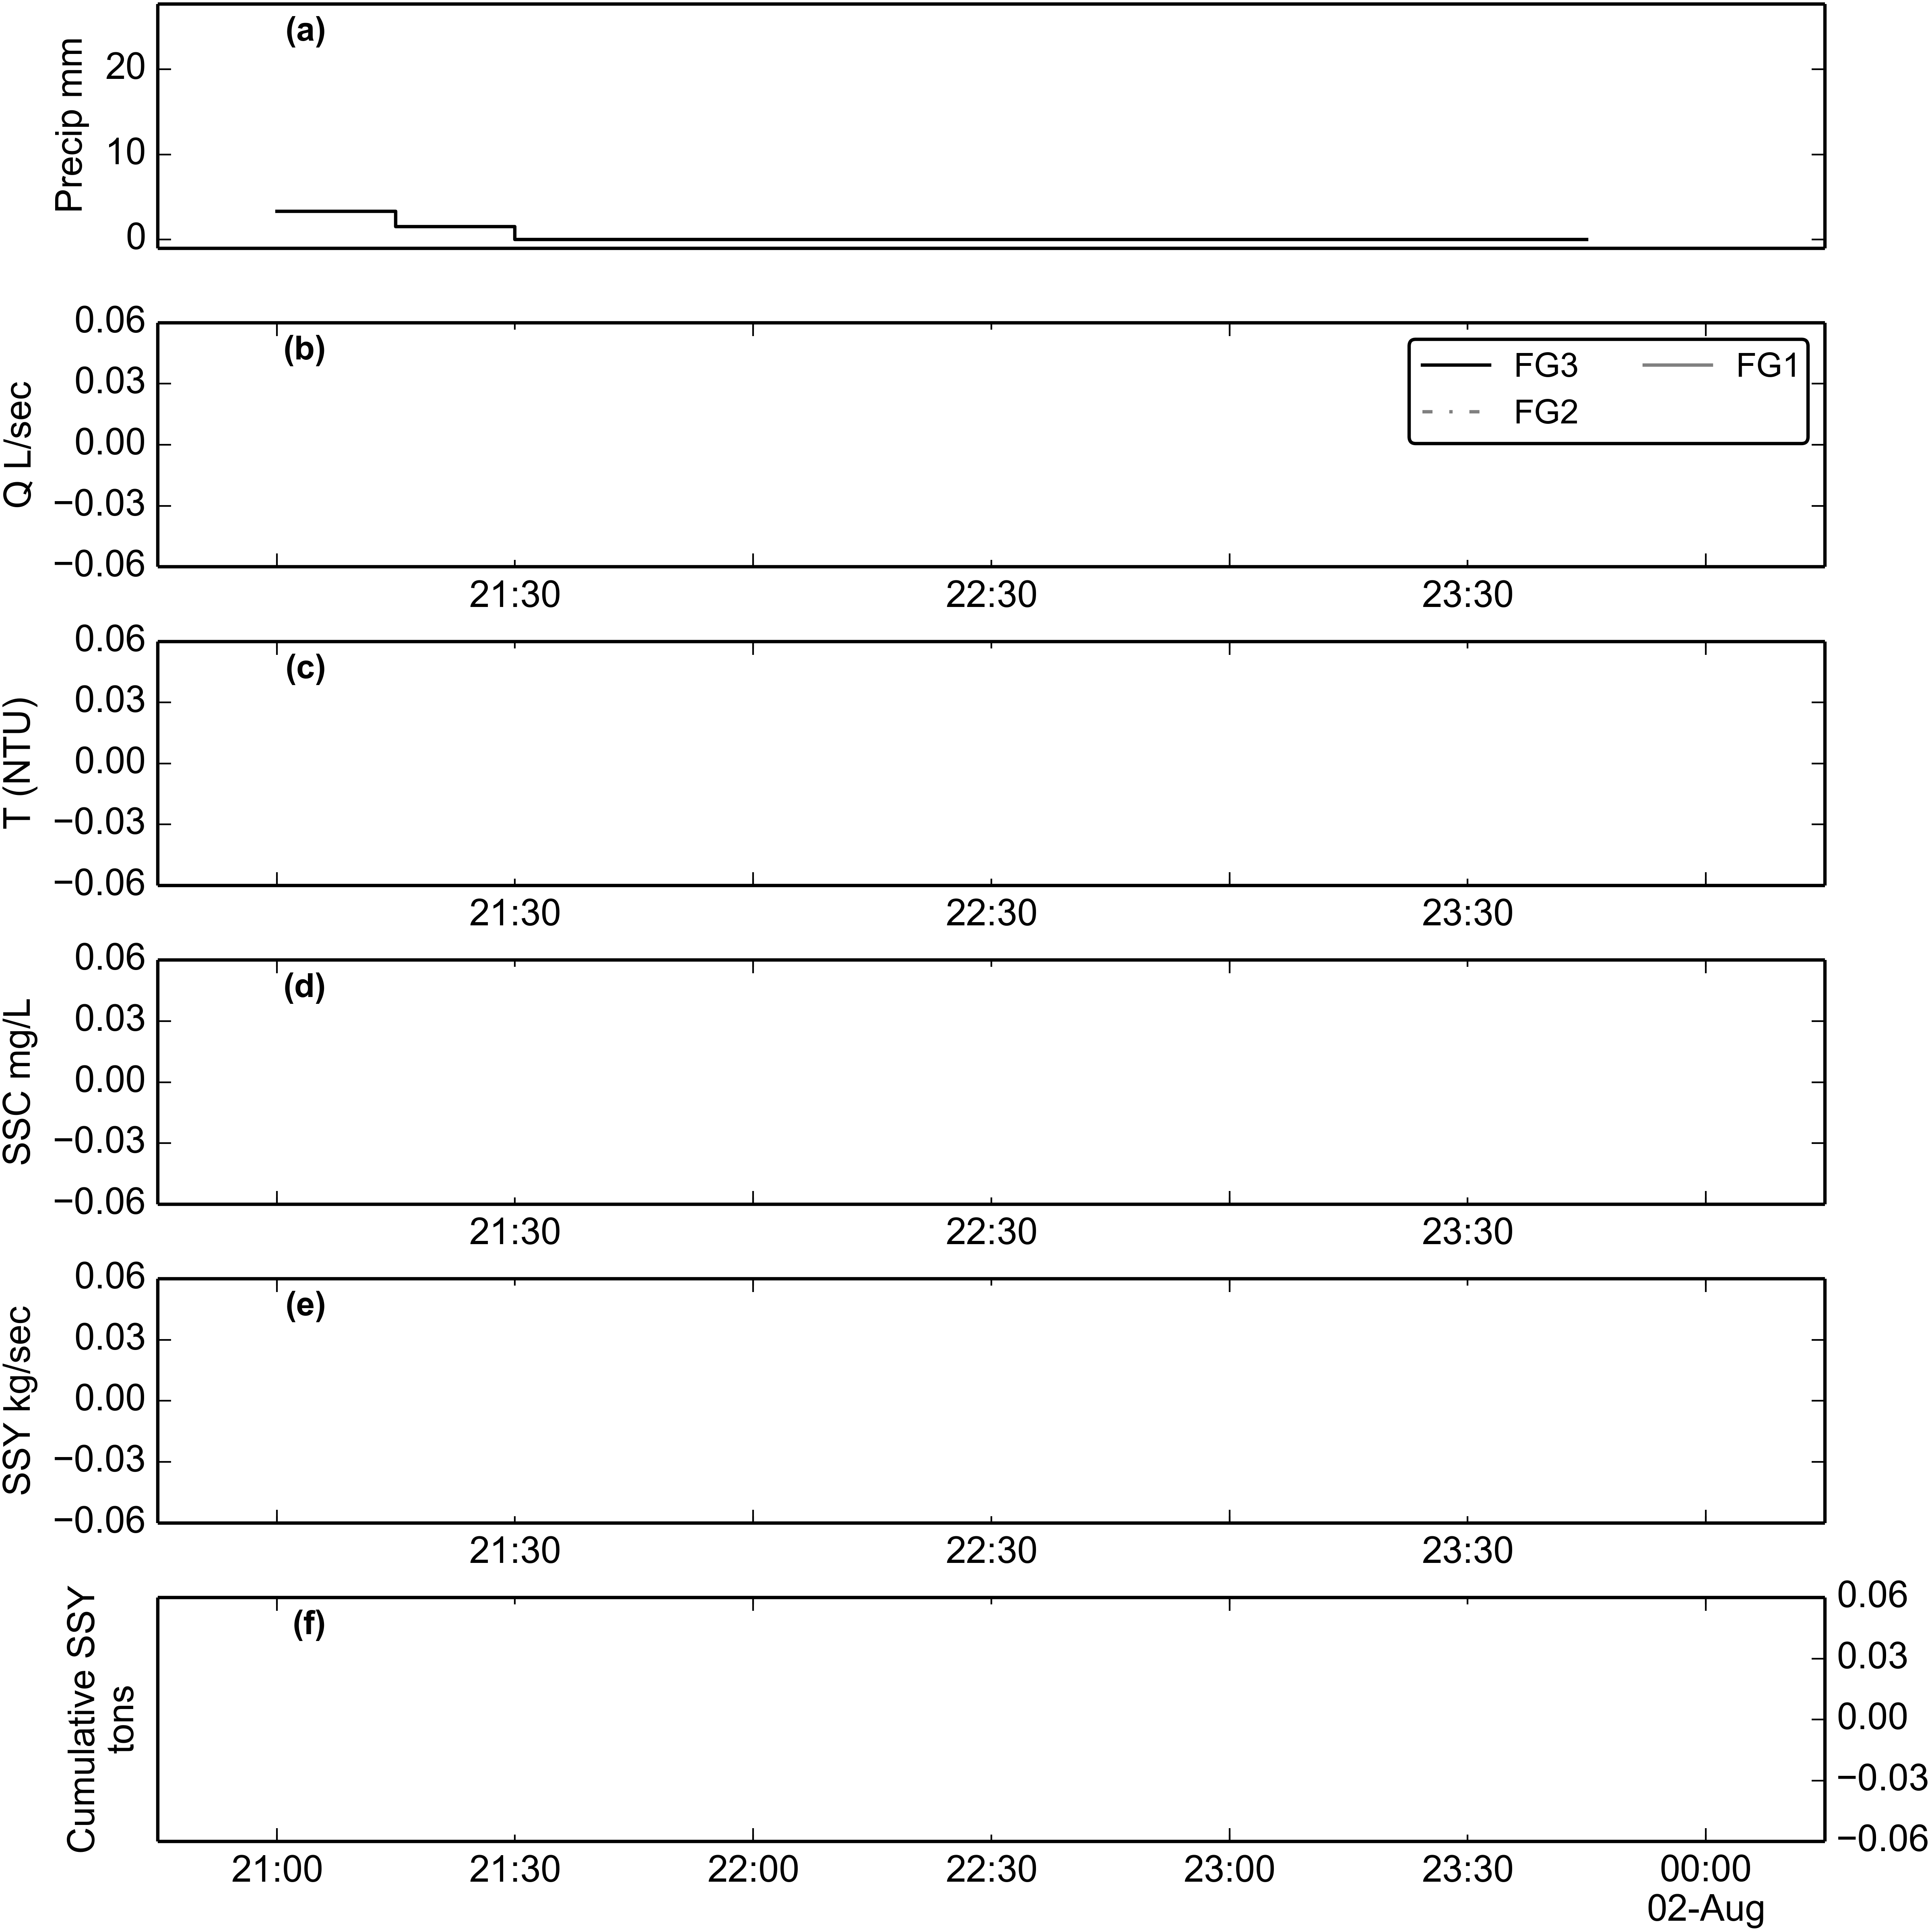 (a)
Precip mm
20
10
0
(b)
Q L/sec
0.06
0.03
0.00
−0.03
−0.06
FG3
FG1
FG2
21:30 22:30 23:30
(c)
T (NTU)
0.06
0.03
0.00
−0.03
−0.06
21:30 22:30 23:30
(d)
SSC mg/L
0.06
0.03
0.00
−0.03
−0.06
21:30 22:30 23:30
(e)
SSY kg/sec
0.06
0.03
0.00
−0.03
−0.06
21:30 22:30 23:30
(f)
Cumulative SSY
tons
0.06
0.03
0.00
−0.03
−0.06
21:00 21:30 22:00 22:30 23:00 23:30 00:00
02-Aug